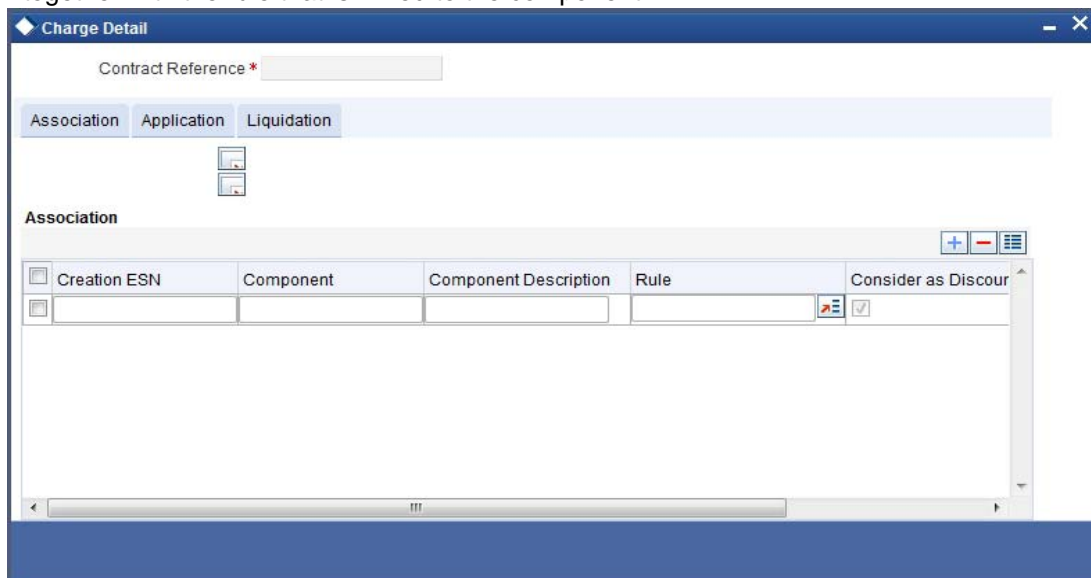 Charge Detail
Contract Reference *
Association Application Liquidation
Association
Creation ESN Component Component Description Rule Consider as Discour